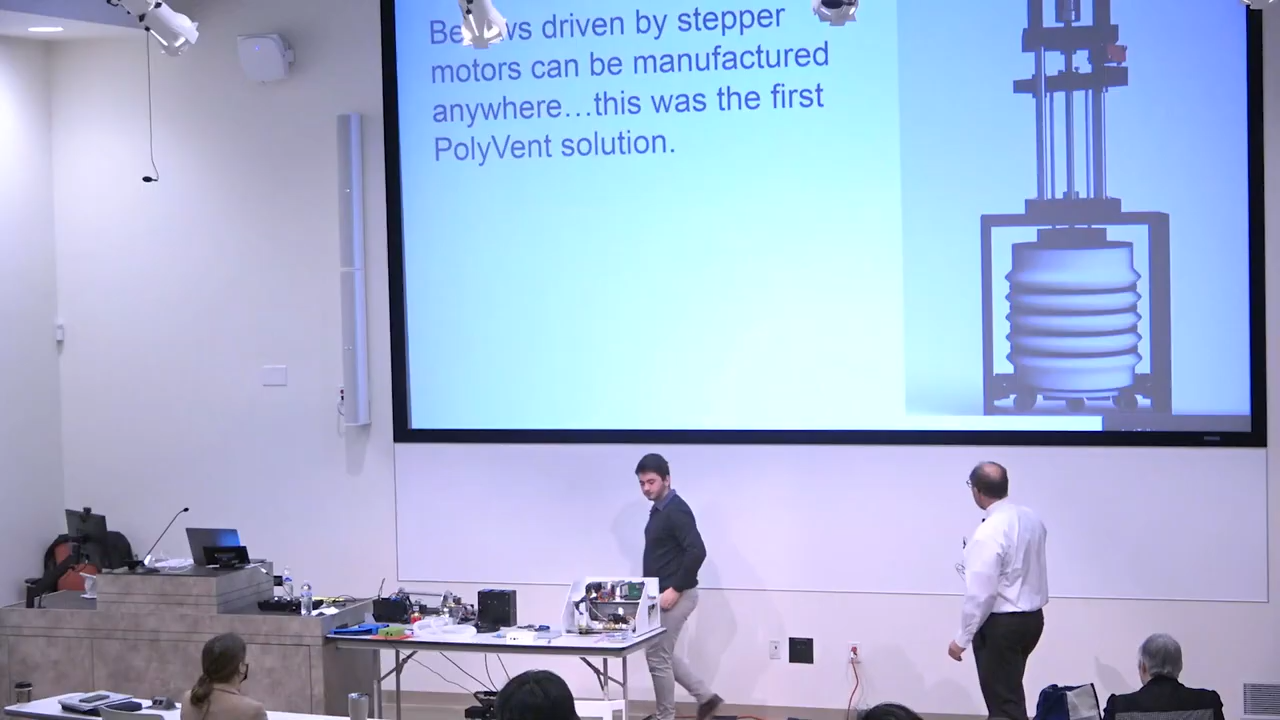 driven by stepper
motors can be manufactured
anywhere…this was the first
PolyVent solution.